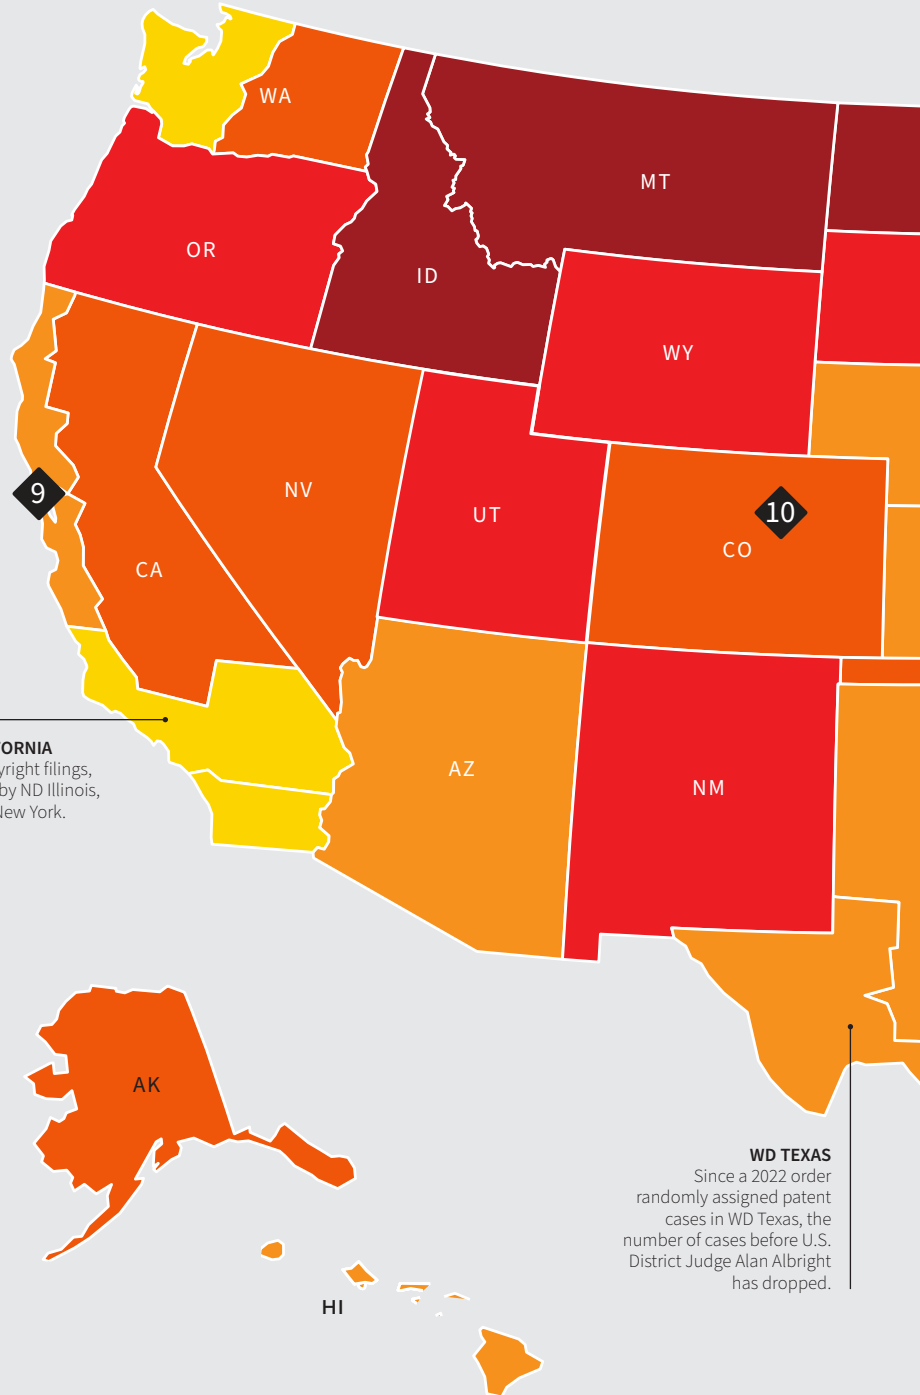 WA
MT
OR
ID
WY
9
NV
UT
10
CO
CA
FORNIA
yright filings,
by ND Illinois,
New York.
AZ
NM
AK
HI
WD TEXAS
Since a 2022 order
randomly assigned patent
cases in WD Texas, the
number of cases before U.S.
District Judge Alan Albright
has dropped.